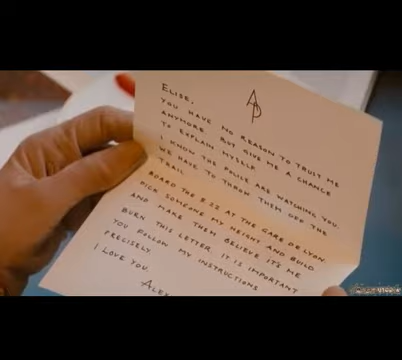 AP
ELISE,
YOU HAVE NO REASON TO TRUST ME
ANYMORE. BUT GIVE ME A CHANCE
TO EXPLAIN MYSELF.
I KNOW THE POLICE ARE WATCHING YOU.
WE HAVE TO THROW THEM OFF THE
TRAIL.
BOARD THE 8.22 AT THE GARE DE LYON.
PICK SOMEONE MY HEIGHT AND BUILD
AND MAKE THEM BELIEVE IT'S ME
BURN THIS LETTER. IT IS IMPORTANT
YOU FOLLOW MY INSTRUCTIONS
PRECISELY.
I LOVE YOU.
ALEX